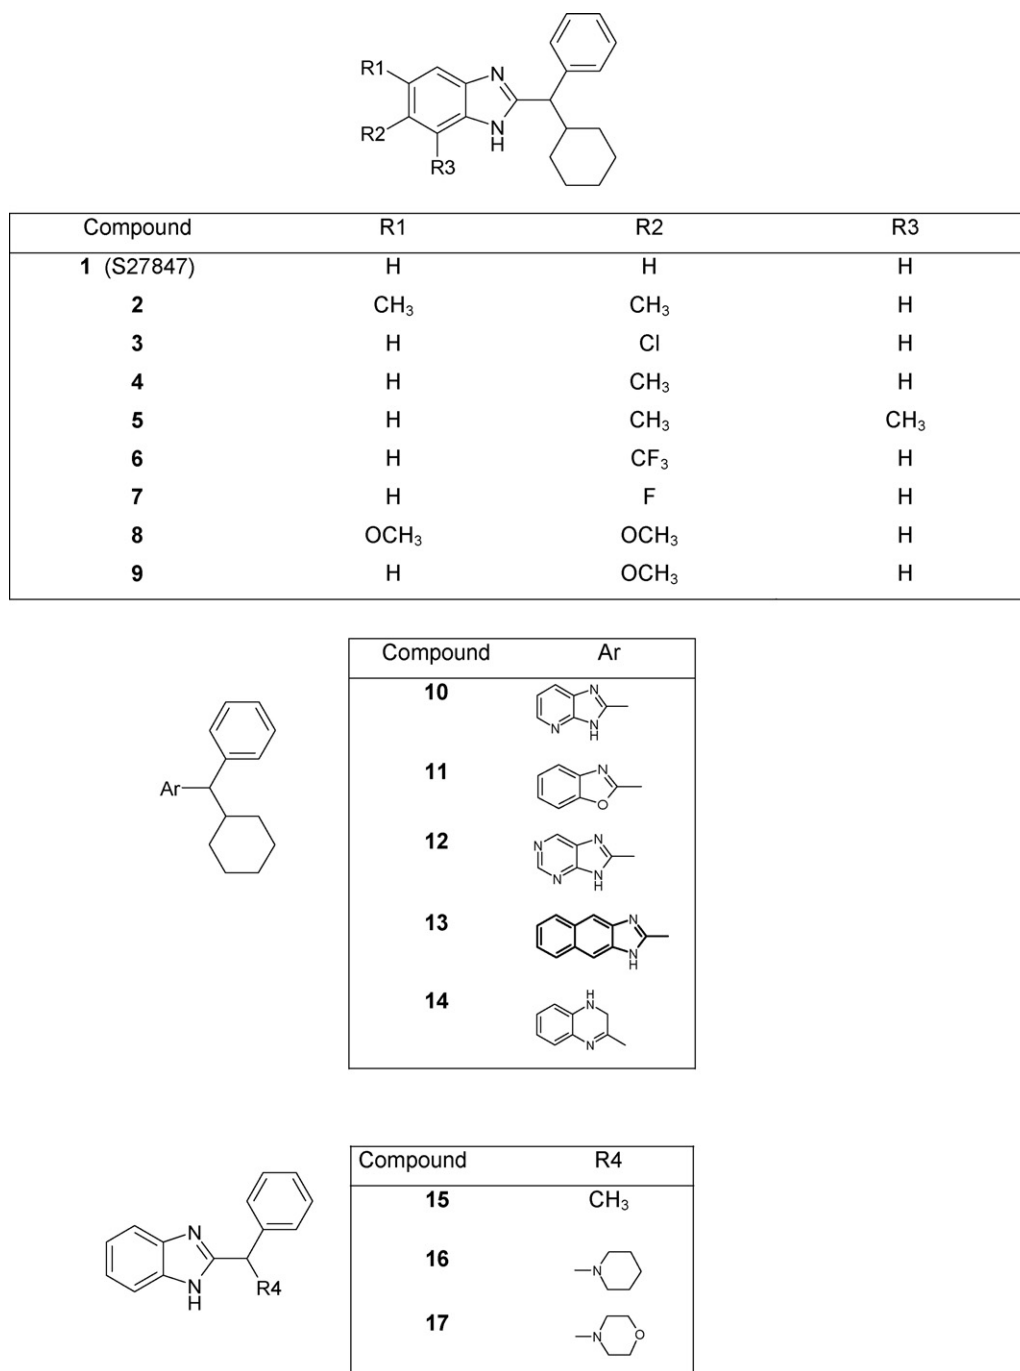 R1
R2
R3
N
N
H
Compound R1 R2 R3
1 (S27847) H H H
2 CH₃ CH₃ H
3 H Cl H
4 H CH₃ H
5 H CH₃ CH₃
6 H CF₃ H
7 H F H
8 OCH₃ OCH₃ H
9 H OCH₃ H
Ar
Compound Ar
10
N
N
N
H
11
N
O
12
N
N
N
N
H
13
N
N
H
14
H
N
N
N
N
H
R4
Compound R4
15 CH₃
16
N
17
N
O